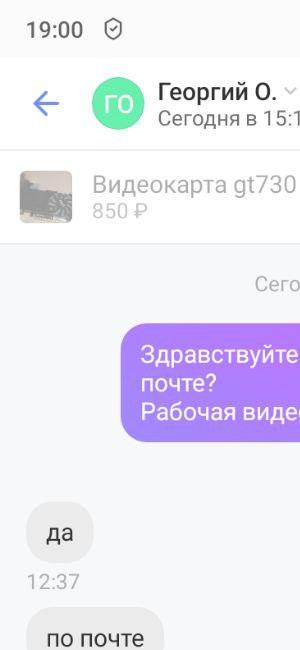 19:00
ГО
Георгий О.
Сегодня в 15:1
Видеокарта gt730
850 ₽
Сего
Здравствуйте
почте?
Рабочая виде
да
12:37
по почте